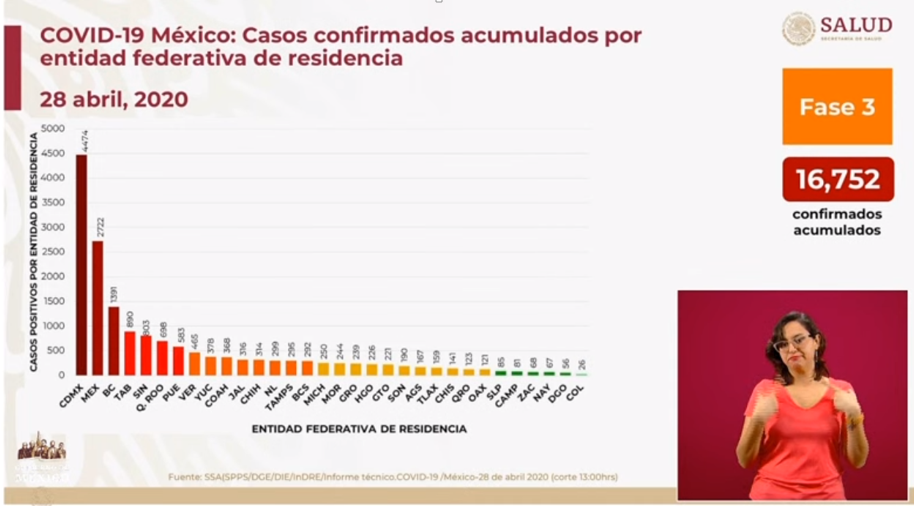 COVID-19 México: Casos confirmados acumulados por
entidad federativa de residencia
28 abril, 2020
SALUD
SECRETARÍA DE SALUD
Fase 3
16,752
confirmados
acumulados
CASOS POSITIVOS POR ENTIDAD DE RESIDENCIA
5000
4500
4000
3500
3000
2500
2000
1500
1000
500
0
4474
2722
1391
890
803
698
583
465
378
368
316
314
299
295
292
250
244
239
226
221
190
167
159
141
123
121
85
81
68
67
56
26
CDMX
MEX
BC
TAB
SIN
Q. ROO
PUE
VER
YUC
COAH
JAL
CHIH
NL
TAMPS
BCS
MICH
MOR
GRO
HGO
GTO
SON
AGS
TLAX
CHIS
QRO
OAX
SLP
CAMP
ZAC
NAY
DGO
COL
ENTIDAD FEDERATIVA DE RESIDENCIA
Fuente: SSA(SPPS/DGE/DIE/InDRE/Informe técnico.COVID-19 /México-28 de abril 2020 (corte 13:00hrs)